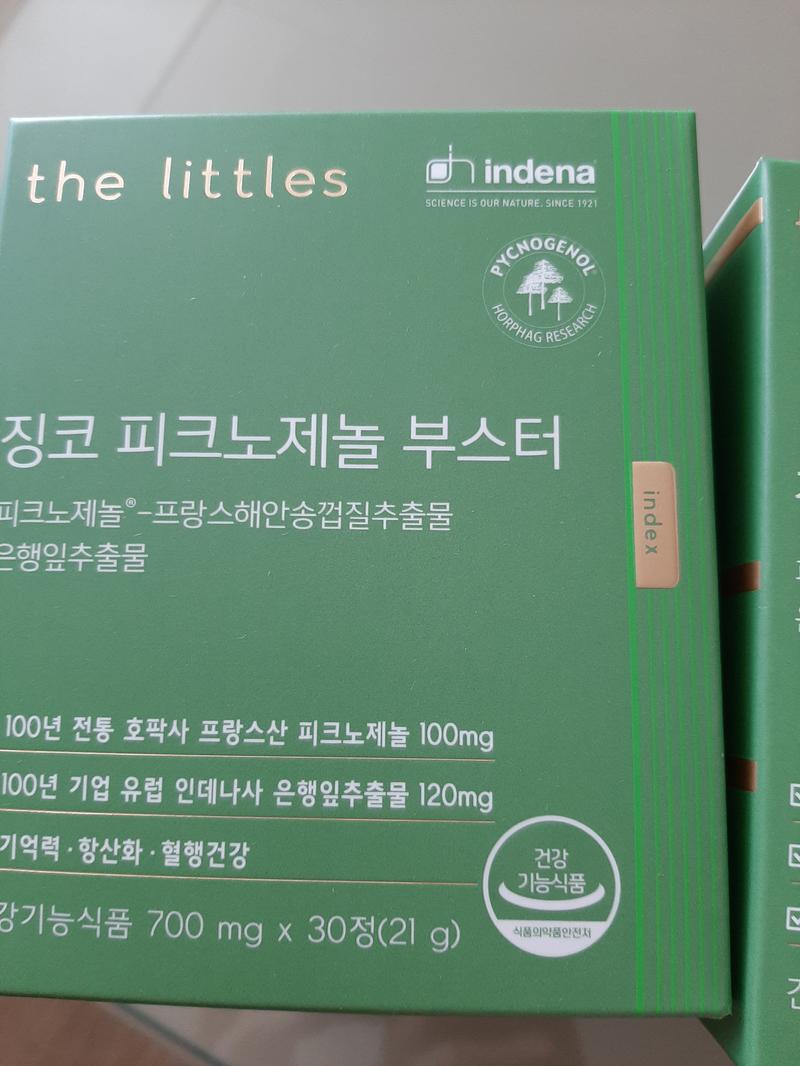 the littles
indena
SCIENCE IS OUR NATURE. SINCE 1921
PYCNOGENOL®
HORPHAG RESEARCH
징코 피크노제놀 부스터
피크노제놀®-프랑스해안송껍질추출물
은행잎추출물
index
100년 전통 호팍사 프랑스산 피크노제놀 100mg
100년 기업 유럽 인데나사 은행잎추출물 120mg
기억력·항산화·혈행건강
강기능식품 700 mg x 30정(21 g)
건강
기능식품
식품의약품안전처